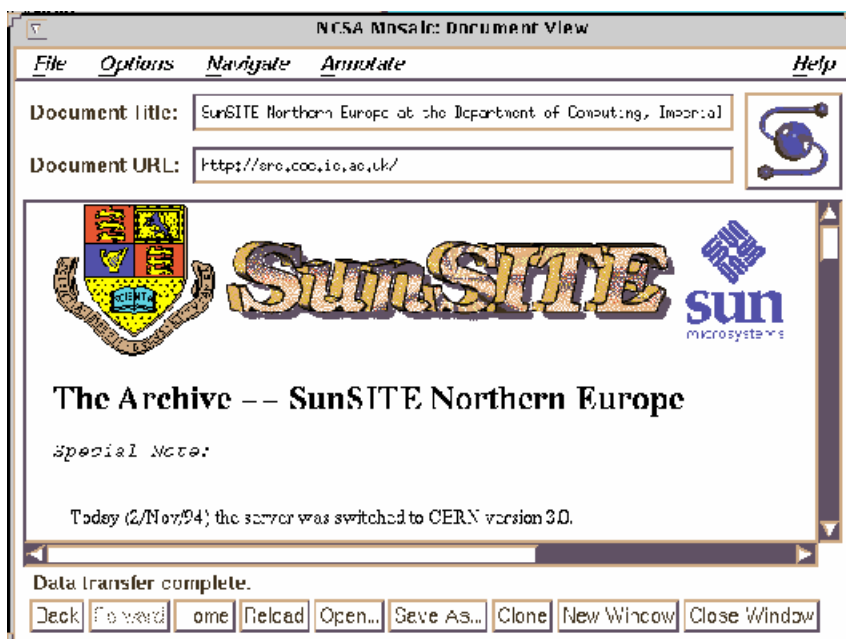 NCSA Mosaic: Document View
File Options Navigate Annotate Help
Document Title: SunSITE Northern Europe at the Department of Computing, Imperial
Document URL: http://src.doc.ic.ac.uk/
SunSITE
SCIENTIA
sun
microsystems
The Archive -- SunSITE Northern Europe
Special Note:
Today (2/Nov/94) the server was switched to CERN version 3.0.
Data transfer complete.
Back Forward ome Reload Open... Save As... Clone New Window Close Window